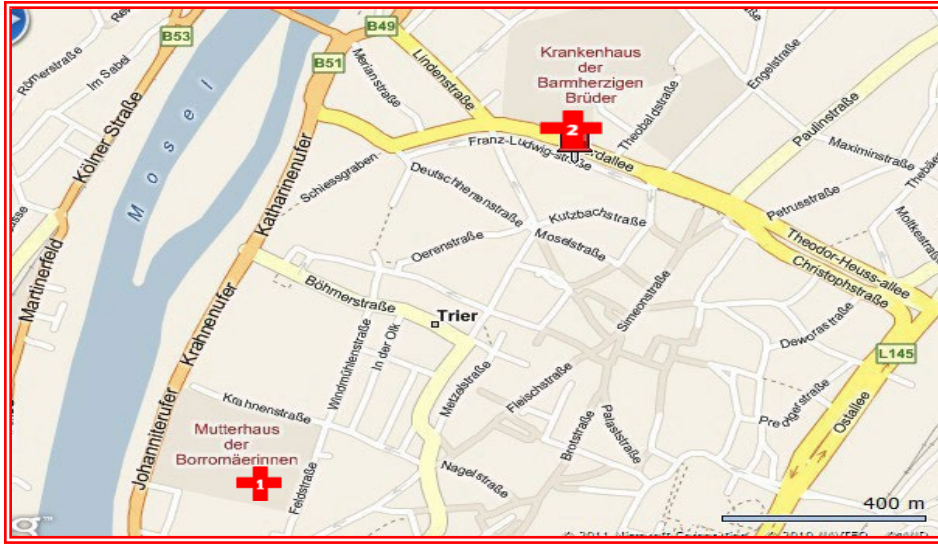 B53
B49
B51
Römerstraße
Im Sabel
Kölner Straße
Mosel
Merianstraße
Lindenstraße
Krankenhaus
der
Barmherzigen
Brüder
2
Theobaldstraße
Engelstraße
Paulinstraße
Maximinstraße
Franz-Ludwig-straße
Katharinenufer
Schiessgraben
Deutschherrenstraße
Kutzbachstraße
Moselstraße
Oerenstraße
Petrusstraße
Moltkestraße
Theodor-Heuss-allee
Christophstraße
Martinerfeld
Krahnenufer
Böhmerstraße
Trier
Simeonstraße
Deworastraße
L145
Windmühlenstraße
In der Olk
Metzelstraße
Fleischstraße
Krahnenstraße
Brotstraße
Palaststraße
Ostallee
Johanniterufer
Mutterhaus
der
Borromäerinnen
1
Feldstraße
Nagelstraße
400 m